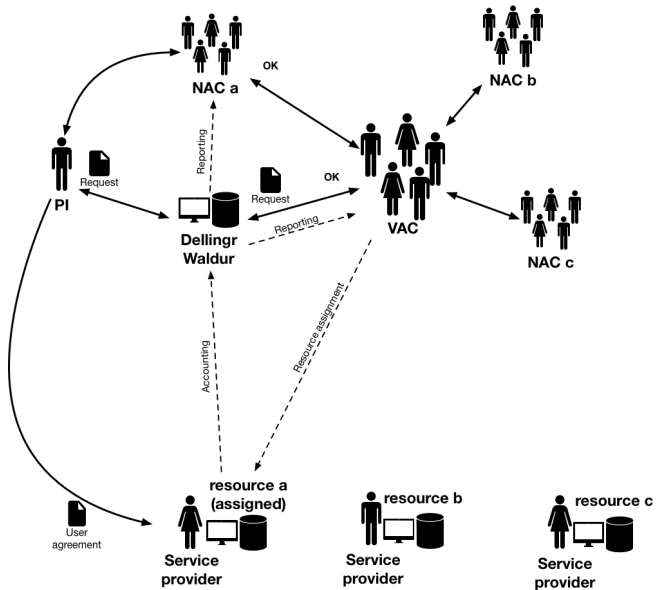 NAC a
OK
NAC b
Reporting
Request
PI
Request
OK
Dellingr
Waldur
Reporting
VAC
NAC c
Accounting
Resource assignment
resource a
(assigned)
resource b
resource c
User
agreement
Service
provider
Service
provider
Service
provider